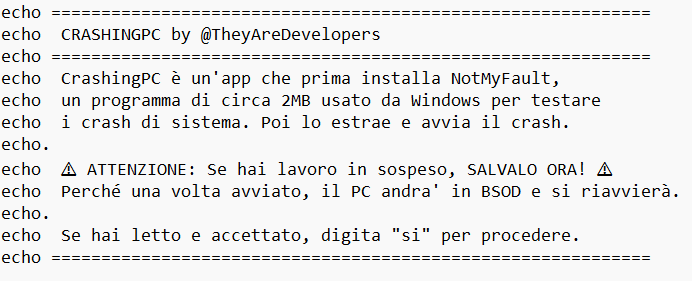 echo ============================================================
echo  CRASHINGPC by @TheyAreDevelopers
echo ============================================================
echo  CrashingPC è un'app che prima installa NotMyFault,
echo  un programma di circa 2MB usato da Windows per testare
echo  i crash di sistema. Poi lo estrae e avvia il crash.
echo.
echo  ⚠ ATTENZIONE: Se hai lavoro in sospeso, SALVALO ORA! ⚠
echo  Perché una volta avviato, il PC andra' in BSOD e si riavvierà.
echo.
echo  Se hai letto e accettato, digita "si" per procedere.
echo ============================================================